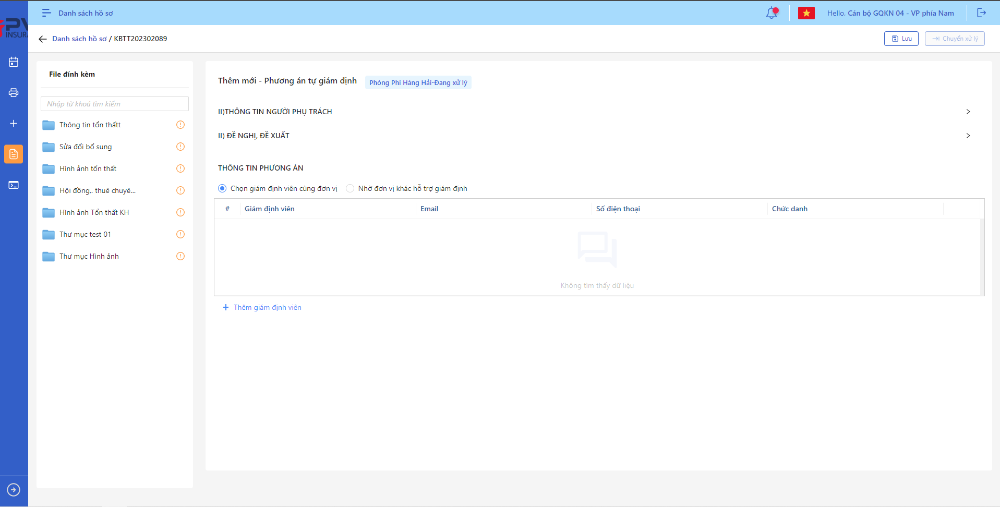 Danh sách hồ sơ
Hello, Cán bộ GQKN 04 - VP phía Nam
Danh sách hồ sơ / KBTT202302089
Lưu
Chuyển xử lý
File đính kèm
Nhập từ khoá tìm kiếm
Thông tin tổn thấtt
Sửa đổi bổ sung
Hình ảnh tổn thất
Hội đồng,. thuê chuyê...
Hình ảnh Tổn thất KH
Thư mục test 01
Thư mục Hình ảnh
Thêm mới - Phương án tự giám định
Phòng Phi Hàng Hải-Đang xử lý
II)THÔNG TIN NGƯỜI PHỤ TRÁCH
II) ĐỀ NGHỊ, ĐỀ XUẤT
THÔNG TIN PHƯƠNG ÁN
Chọn giám định viên cùng đơn vị
Nhờ đơn vị khác hỗ trợ giám định
# Giám định viên Email Số điện thoại Chức danh
Không tìm thấy dữ liệu
+ Thêm giám định viên